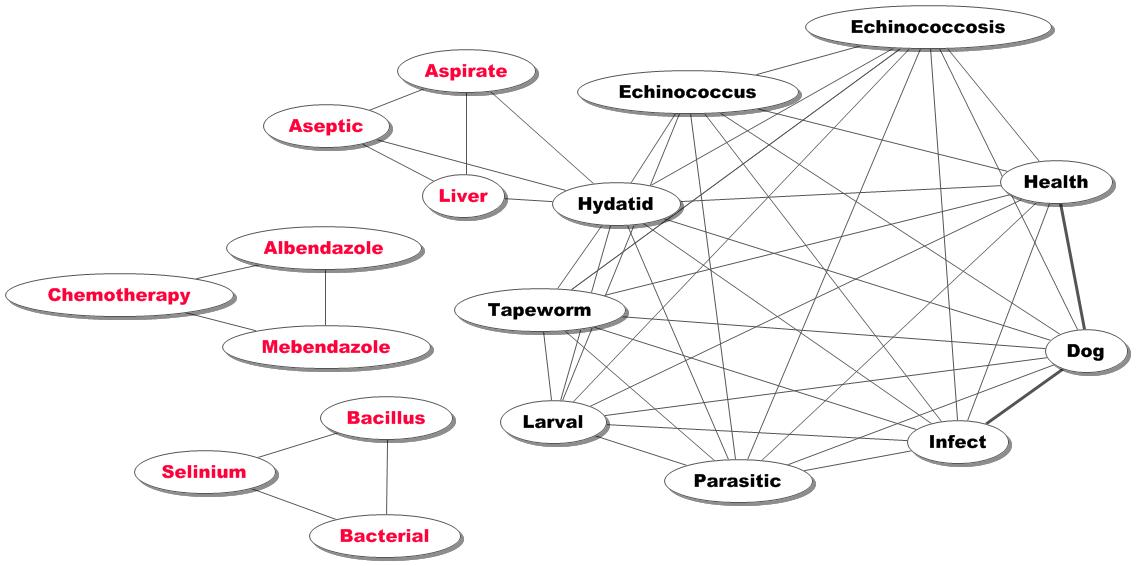 Echinococcosis
Aspirate
Echinococcus
Aseptic
Health
Liver
Hydatid
Albendazole
Chemotherapy
Tapeworm
Mebendazole
Dog
Bacillus
Larval
Infect
Selinium
Parasitic
Bacterial